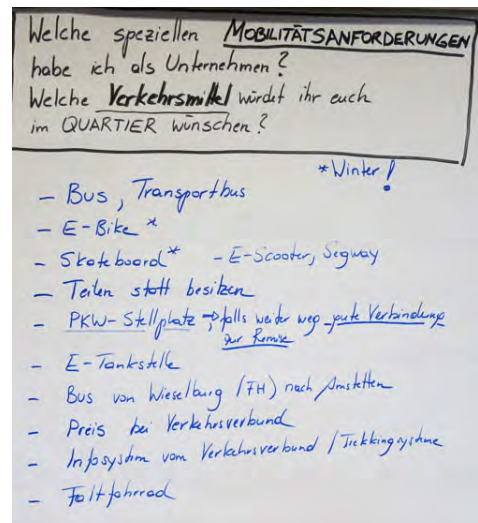 Welche speziellen MOBILITÄTSANFORDERUNGEN
habe ich als Unternehmen?
Welche Verkehrsmittel würdet ihr euch
im QUARTIER wünschen?
*Winter!
- Bus, Transportbus
- E-Bike *
- Skateboard* - E-Scooter, Segway
- Teilen statt besitzen
- PKW-Stellplatz → falls weiter weg gute Verbindung
zur Remise
- E-Tankstelle
- Bus von Wieselburg (FH) nach Amstetten
- Preis bei Verkehrsverbund
- Infosystem vom Verkehrsverbund / Trekkingsysteme
- Faltfahrrad